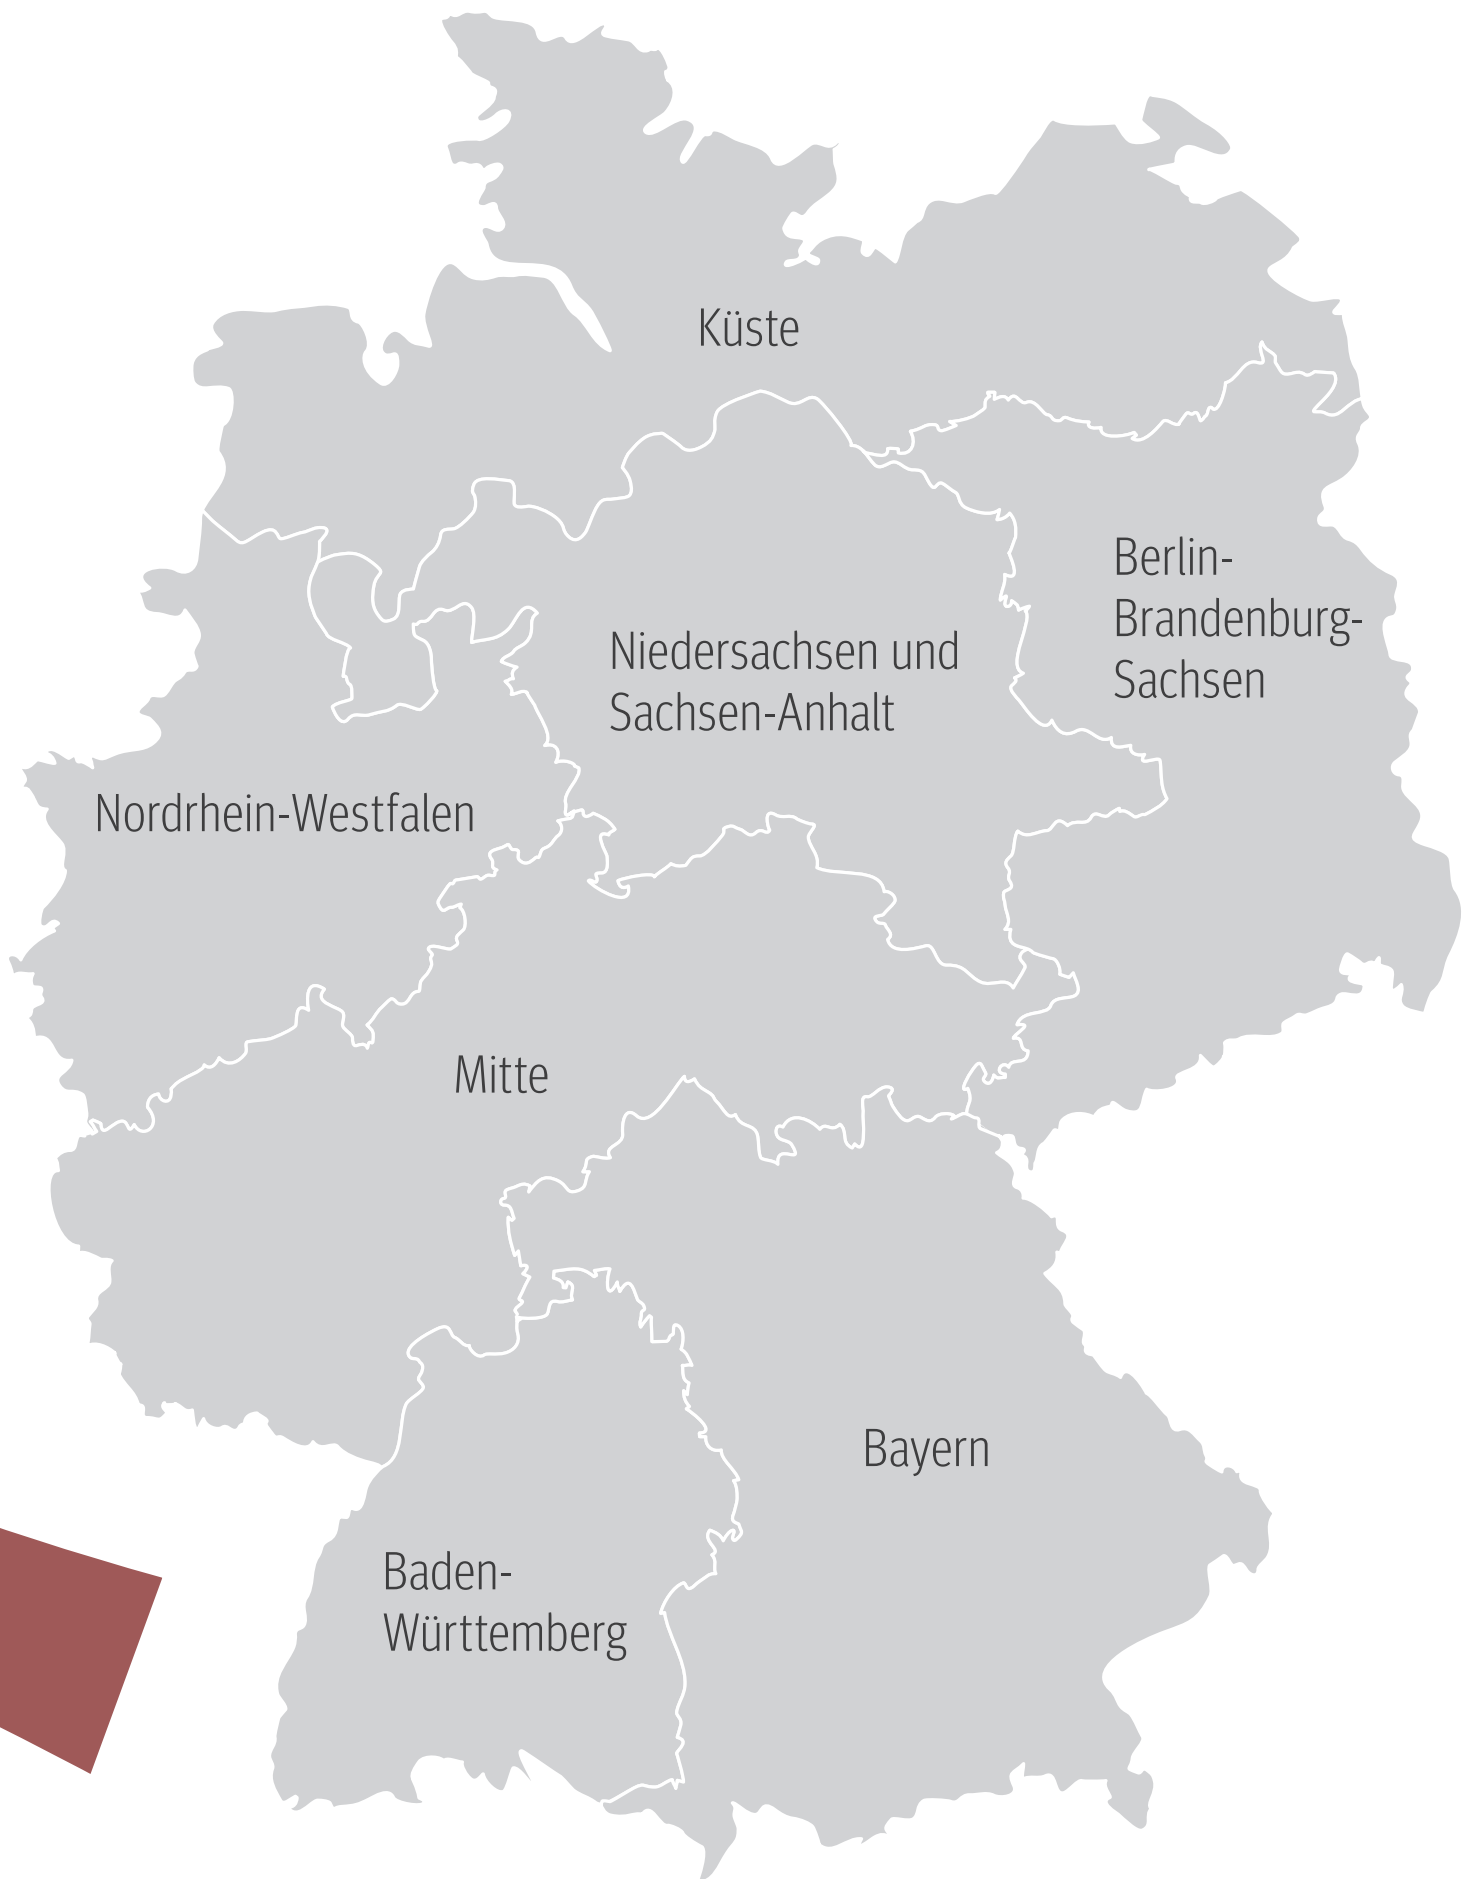 Küste
Berlin-
Brandenburg-
Sachsen
Niedersachsen und
Sachsen-Anhalt
Nordrhein-Westfalen
Mitte
Bayern
Baden-
Württemberg